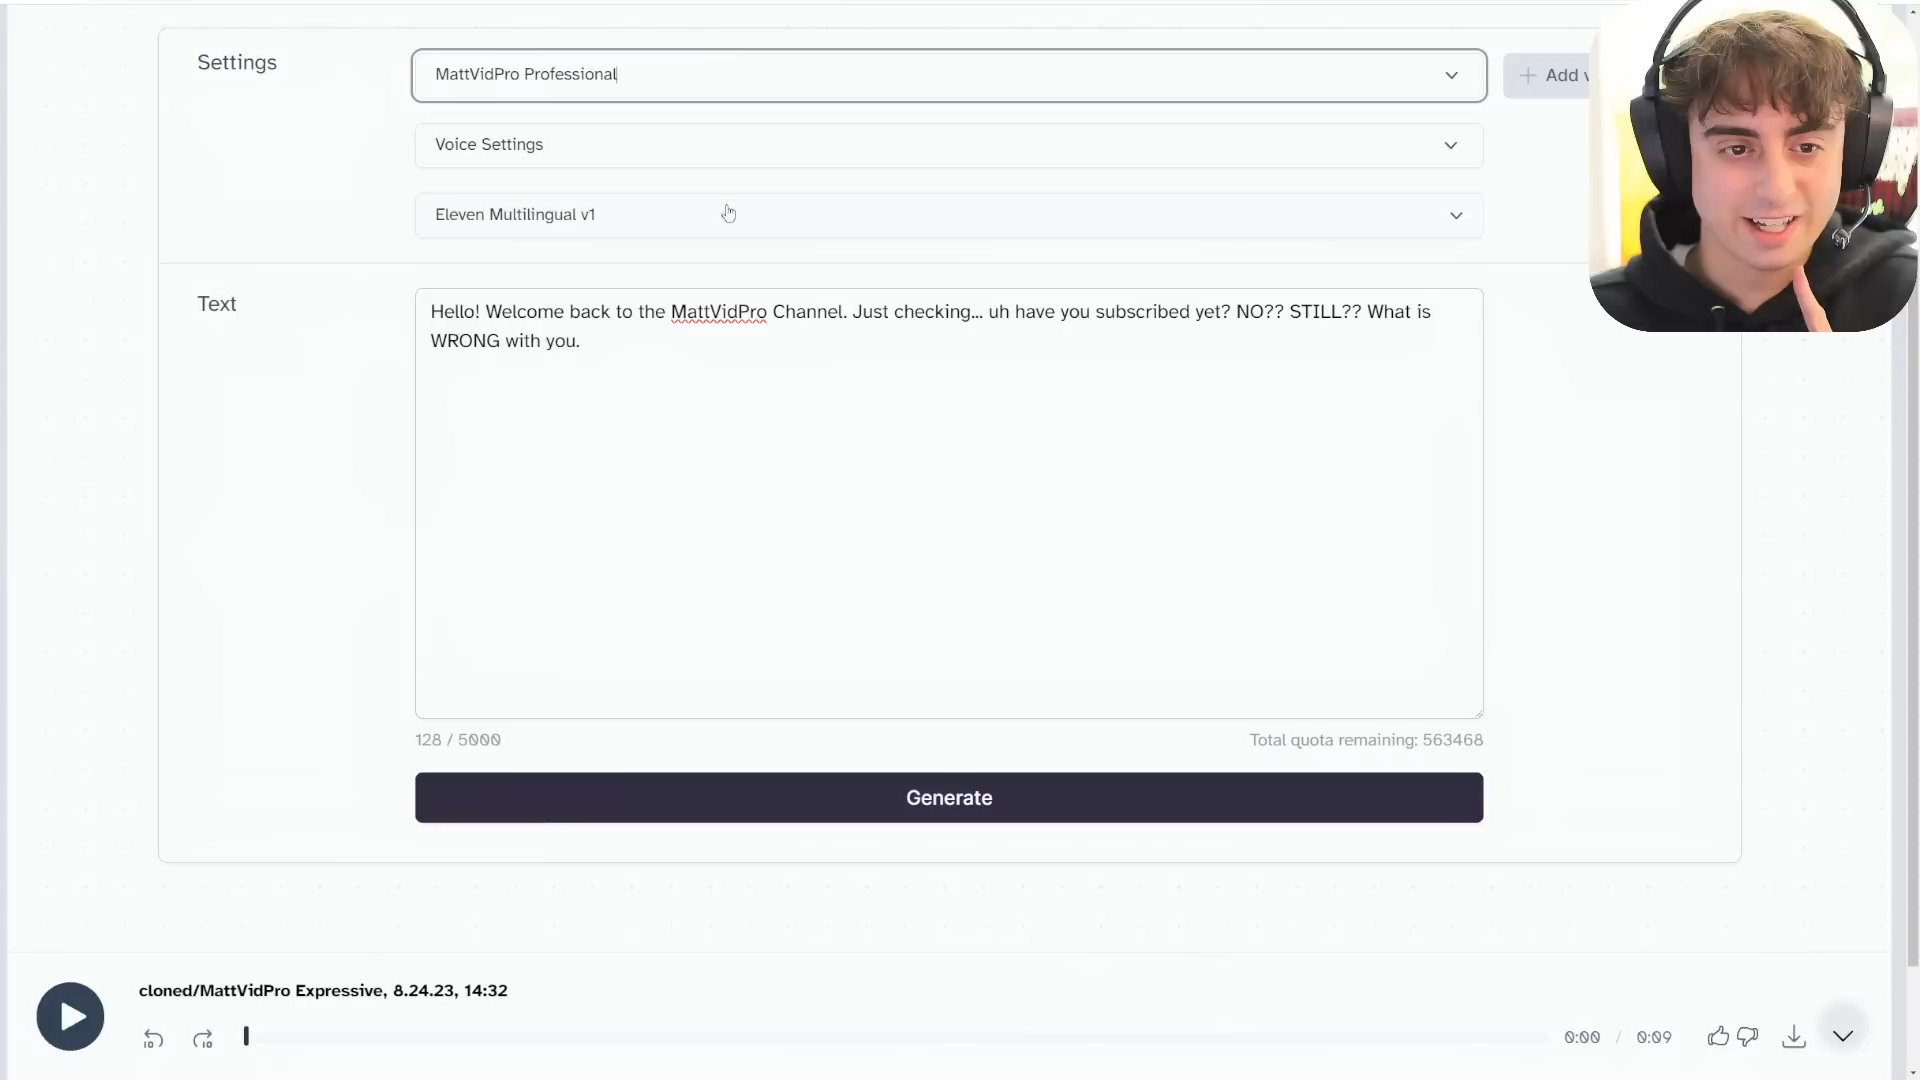 Settings
MattVidPro Professional
Add
Voice Settings
Eleven Multilingual v1
Text
Hello! Welcome back to the MattVidPro Channel. Just checking... uh have you subscribed yet? NO?? STILL?? What is
WRONG with you.
128 / 5000
Total quota remaining: 563468
Generate
cloned/MattVidPro Expressive, 8.24.23, 14:32
10
10
0:00 / 0:09